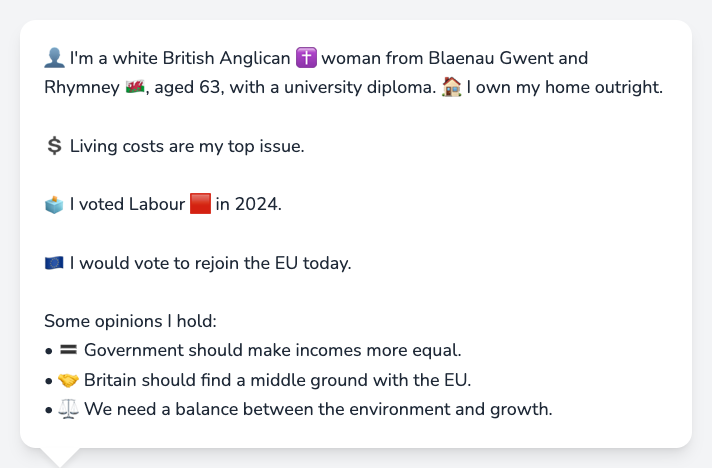 👤 I'm a white British Anglican ✝️ woman from Blaenau Gwent and
Rhymney 🏴󠁧󠁢󠁷󠁬󠁳󠁿, aged 63, with a university diploma. 🏠 I own my home outright.
💲 Living costs are my top issue.
🗳️ I voted Labour 🟥 in 2024.
🇪🇺 I would vote to rejoin the EU today.
Some opinions I hold:
• 🟰 Government should make incomes more equal.
• 🤝 Britain should find a middle ground with the EU.
• ⚖️ We need a balance between the environment and growth.